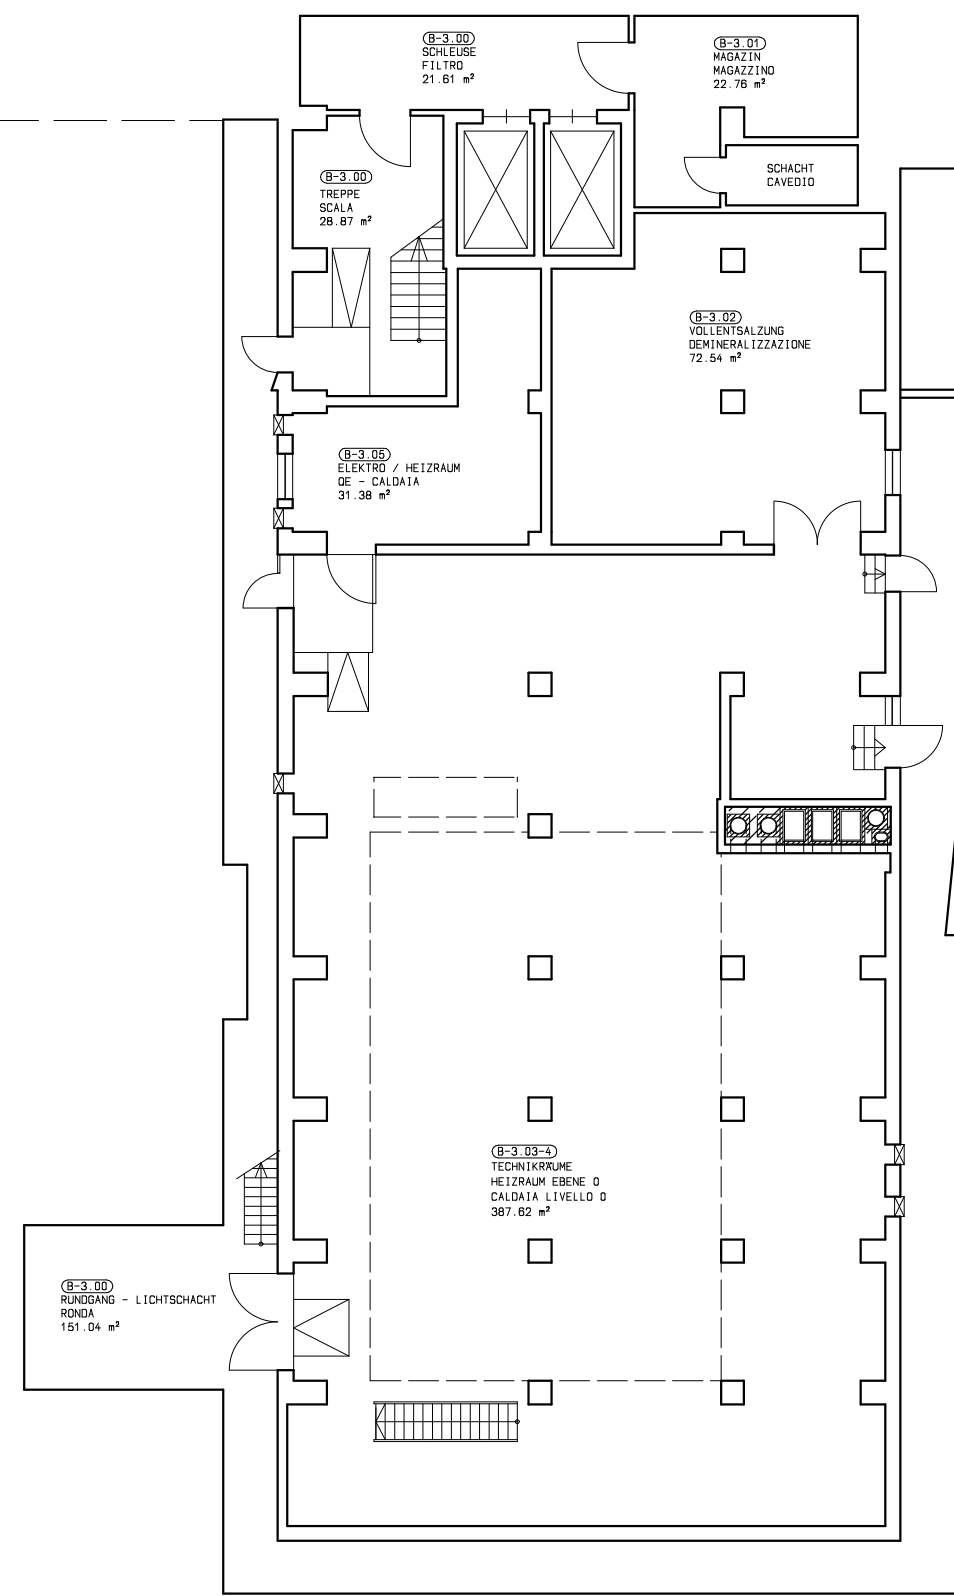 B-3.00
SCHLEUSE
FILTRO
21.61 m²
B-3.01
MAGAZIN
MAGAZZINO
22.76 m²
SCHACHT
CAVEDIO
B-3.00
TREPPE
SCALA
28.87 m²
B-3.02
VOLLENTSALZUNG
DEMINERALIZZAZIONE
72.54 m²
B-3.05
ELEKTRO / HEIZRAUM
QE - CALDAIA
31.38 m²
B-3.03-4
TECHNIKRÄUME
HEIZRAUM EBENE 0
CALDAIA LIVELLO 0
387.62 m²
B-3.00
RUNDGANG - LICHTSCHACHT
RONDA
151.04 m²